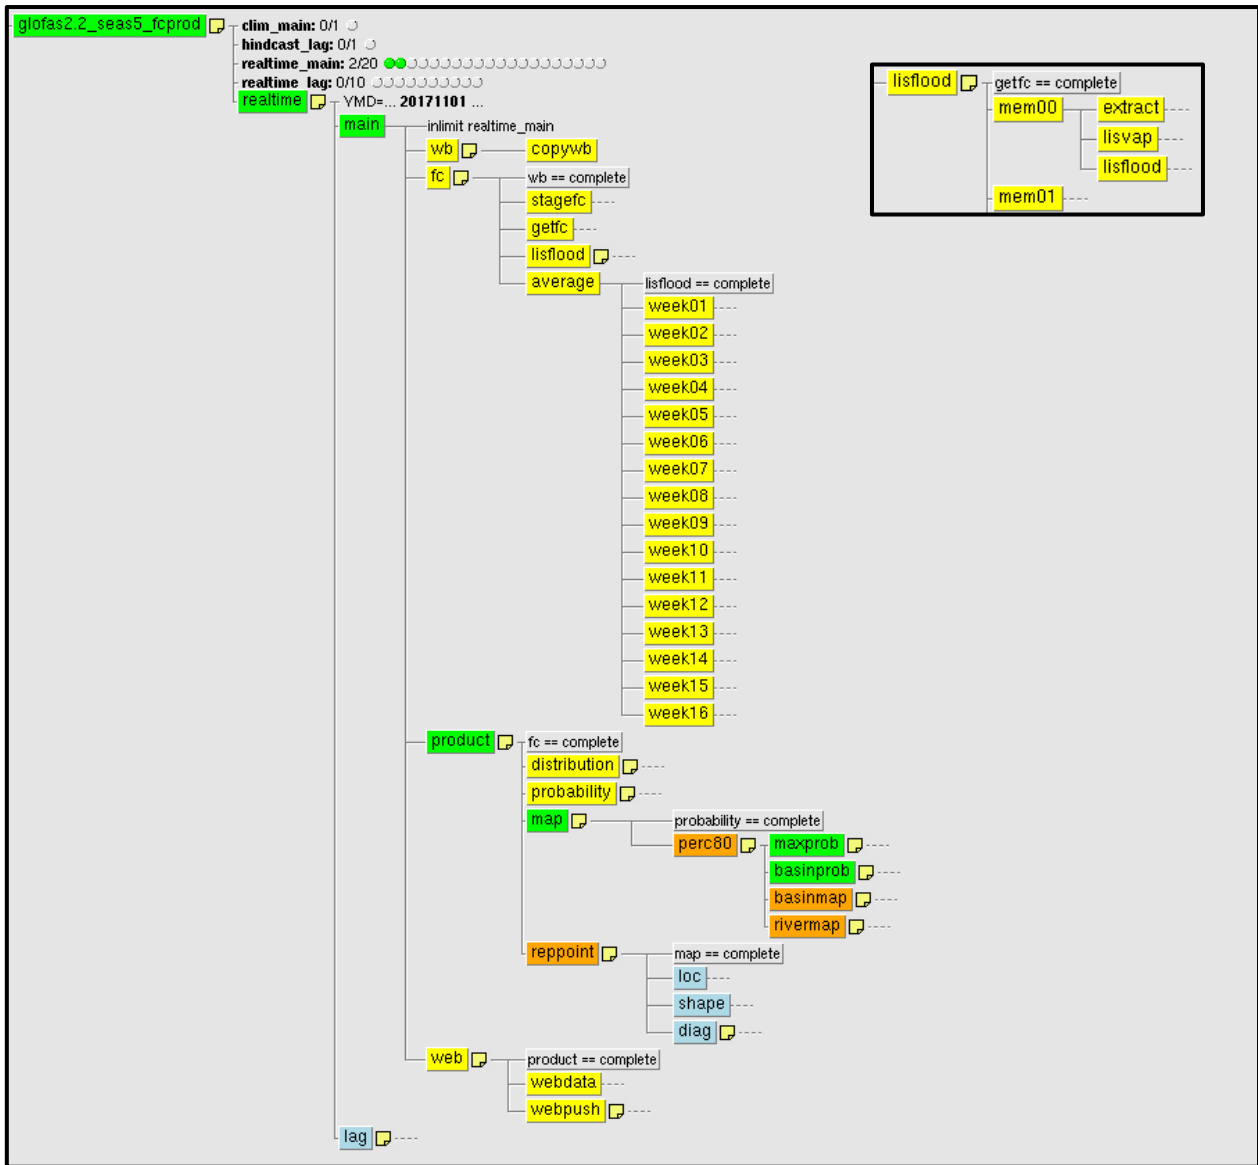 glofas2.2_seas5_fcprod clim_main: 0/1
hindcast_lag: 0/1
realtime_main: 2/20
realtime_lag: 0/10
realtime YMD=... 20171101 ...
main inlimit realtime_main
wb copywb
fc wb == complete
stagefc
getfc
lisflood
average lisflood == complete
week01
week02
week03
week04
week05
week06
week07
week08
week09
week10
week11
week12
week13
week14
week15
week16
product fc == complete
distribution
probability
map probability == complete
perc80 maxprob
basinprob
basinmap
rivermap
reppoint map == complete
loc
shape
diag
web product == complete
webdata
webpush
lag
lisflood getfc == complete
mem00 extract
lisvap
lisflood
mem01